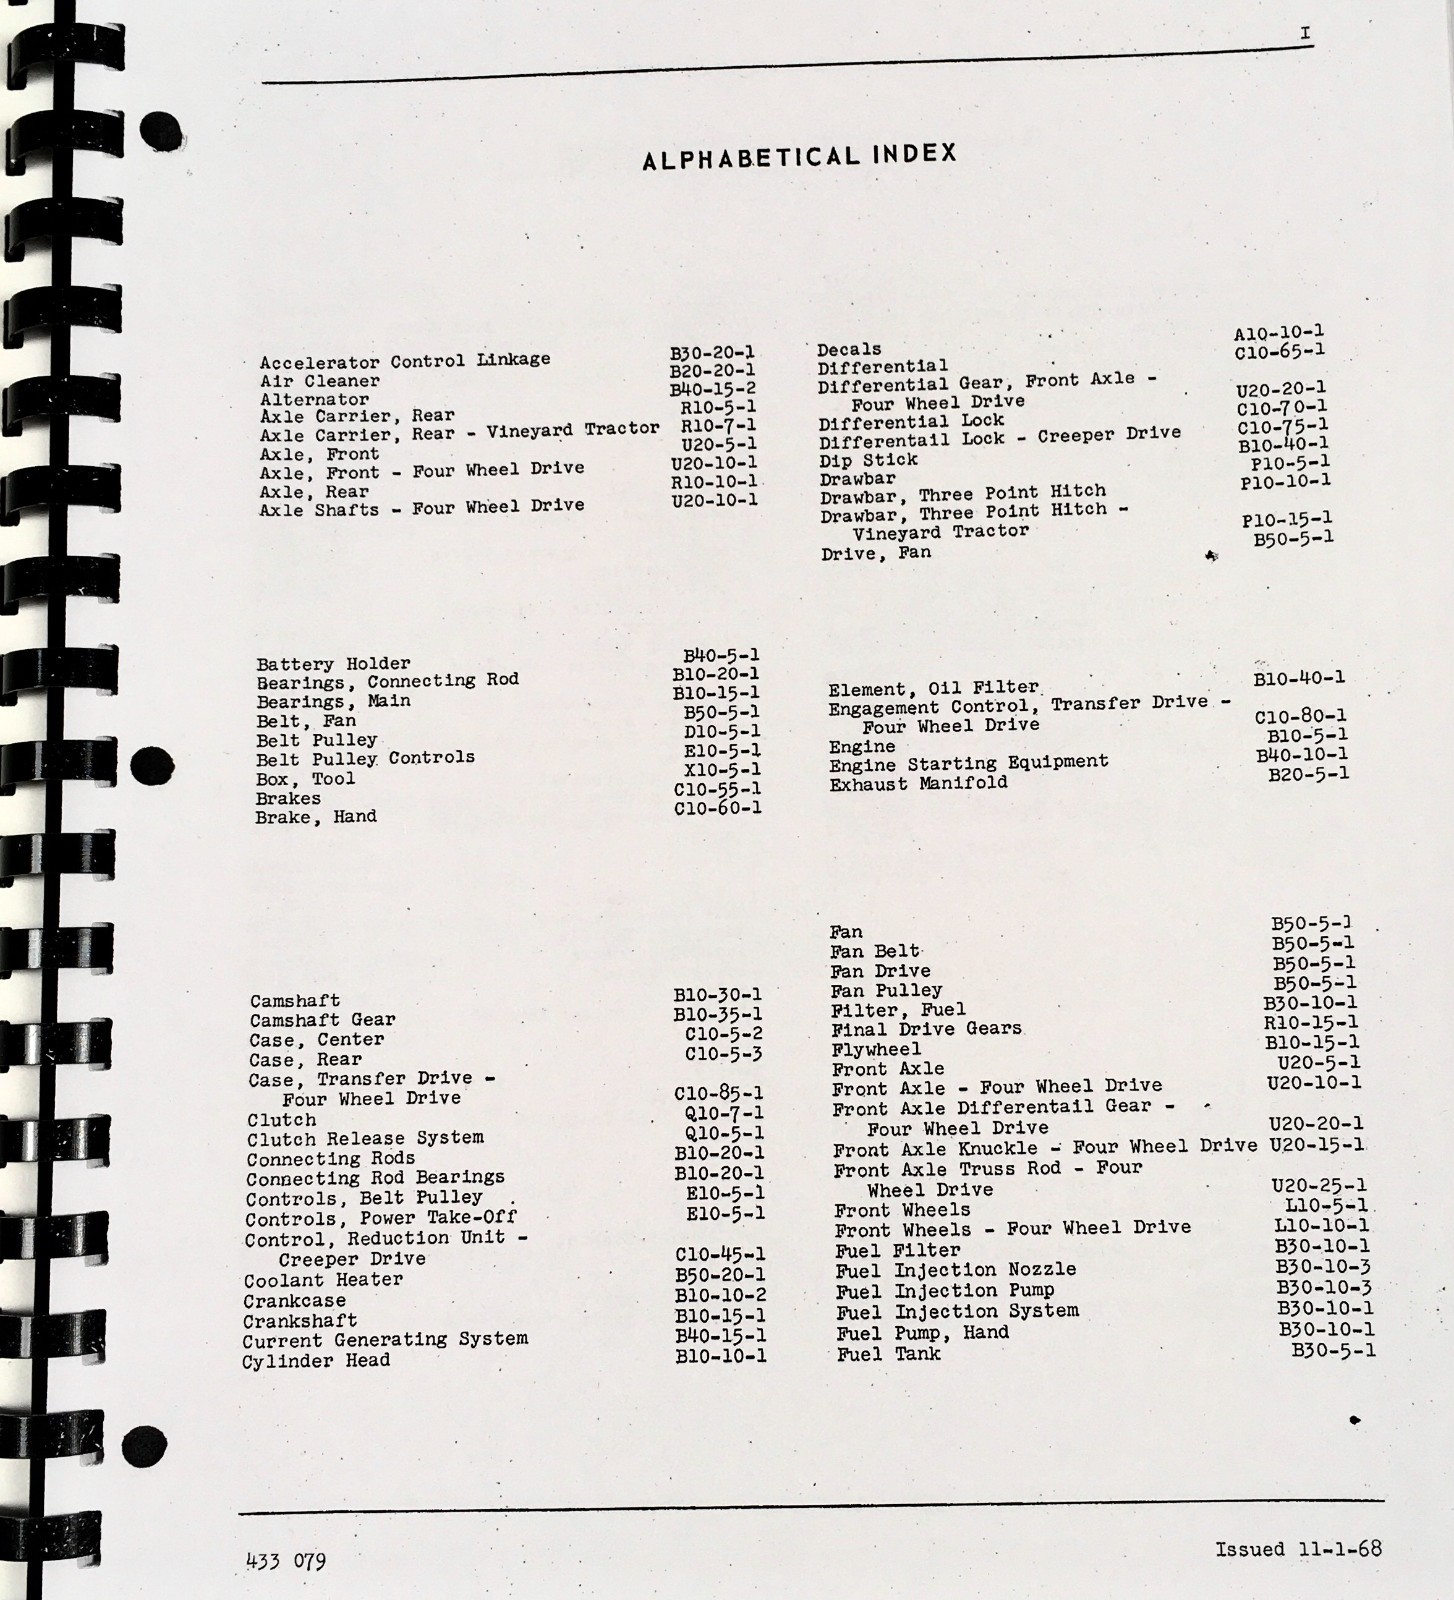 I
ALPHABETICAL INDEX
Accelerator Control Linkage B30-20-1
Air Cleaner B20-20-1
Alternator B40-15-2
Axle Carrier, Rear R10-5-1
Axle Carrier, Rear - Vineyard Tractor R10-7-1
Axle, Front U20-5-1
Axle, Front - Four Wheel Drive U20-10-1
Axle, Rear R10-10-1
Axle Shafts - Four Wheel Drive U20-10-1
Battery Holder B40-5-1
Bearings, Connecting Rod B10-20-1
Bearings, Main B10-15-1
Belt, Fan B50-5-1
Belt Pulley D10-5-1
Belt Pulley Controls E10-5-1
Box, Tool X10-5-1
Brakes C10-55-1
Brake, Hand C10-60-1
Camshaft B10-30-1
Camshaft Gear B10-35-1
Case, Center C10-5-2
Case, Rear C10-5-3
Case, Transfer Drive -
Four Wheel Drive C10-85-1
Clutch Q10-7-1
Clutch Release System Q10-5-1
Connecting Rods B10-20-1
Connecting Rod Bearings B10-20-1
Controls, Belt Pulley E10-5-1
Controls, Power Take-Off E10-5-1
Control, Reduction Unit -
Creeper Drive C10-45-1
Coolant Heater B50-20-1
Crankcase B10-10-2
Crankshaft B10-15-1
Current Generating System B40-15-1
Cylinder Head B10-10-1
Decals A10-10-1
Differential C10-65-1
Differential Gear, Front Axle -
Four Wheel Drive U20-20-1
Differential Lock C10-70-1
Differentail Lock - Creeper Drive C10-75-1
Dip Stick B10-40-1
Drawbar P10-5-1
Drawbar, Three Point Hitch P10-10-1
Drawbar, Three Point Hitch -
Vineyard Tractor P10-15-1
Drive, Fan B50-5-1
Element, Oil Filter B10-40-1
Engagement Control, Transfer Drive -
Four Wheel Drive C10-80-1
Engine B10-5-1
Engine Starting Equipment B40-10-1
Exhaust Manifold B20-5-1
Fan B50-5-1
Fan Belt B50-5-1
Fan Drive B50-5-1
Fan Pulley B50-5-1
Filter, Fuel B30-10-1
Final Drive Gears R10-15-1
Flywheel B10-15-1
Front Axle U20-5-1
Front Axle - Four Wheel Drive U20-10-1
Front Axle Differentail Gear -
Four Wheel Drive U20-20-1
Front Axle Knuckle - Four Wheel Drive U20-15-1
Front Axle Truss Rod - Four
Wheel Drive U20-25-1
Front Wheels L10-5-1
Front Wheels - Four Wheel Drive L10-10-1
Fuel Filter B30-10-1
Fuel Injection Nozzle B30-10-3
Fuel Injection Pump B30-10-3
Fuel Injection System B30-10-1
Fuel Pump, Hand B30-10-1
Fuel Tank B30-5-1
433 079
Issued 11-1-68